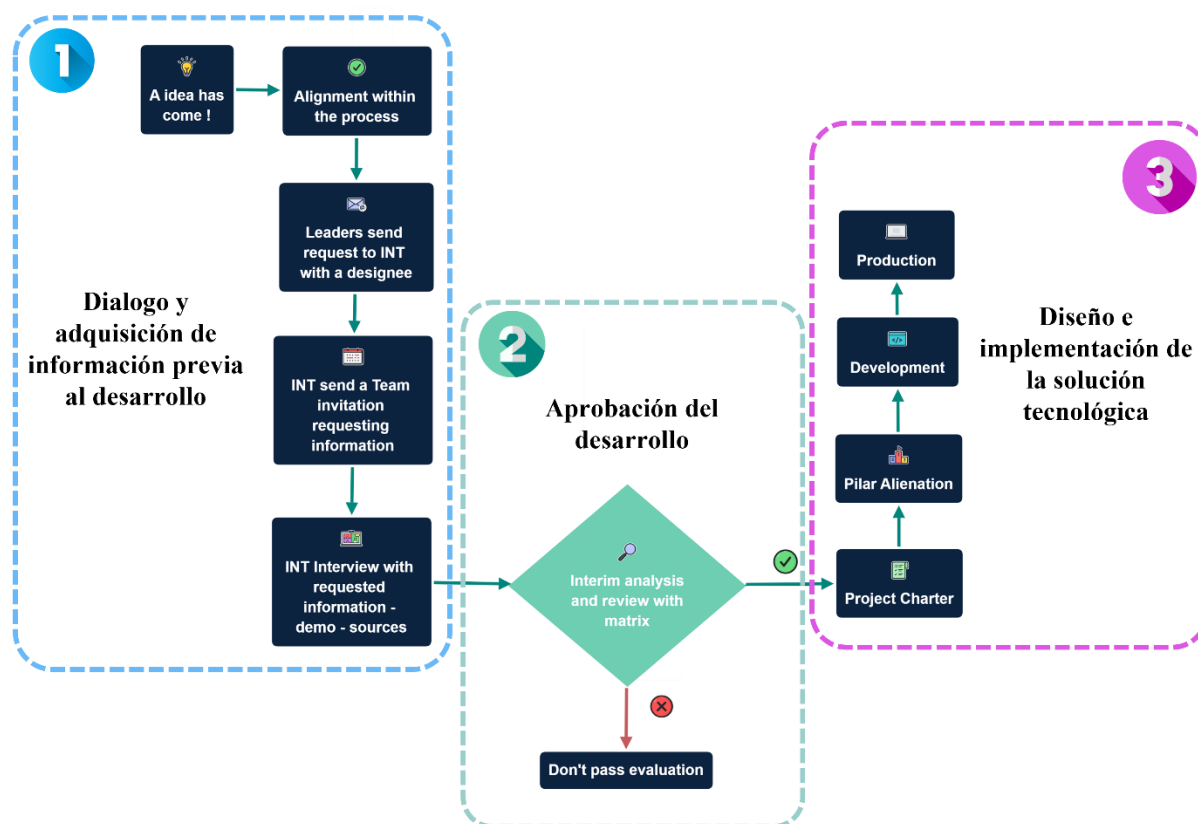 1
A idea has
come !
Alignment within
the process
Leaders send
request to INT
with a designee
Dialogo y
adquisición de
información previa
al desarrollo
INT send a Team
invitation
requesting
information
INT Interview with
requested
information -
demo - sources
2
Aprobación del
desarrollo
Interim analysis
and review with
matrix
Don't pass evaluation
3
Production
Development
Pilar Alienation
Project Charter
Diseño e
implementación de
la solución
tecnológica